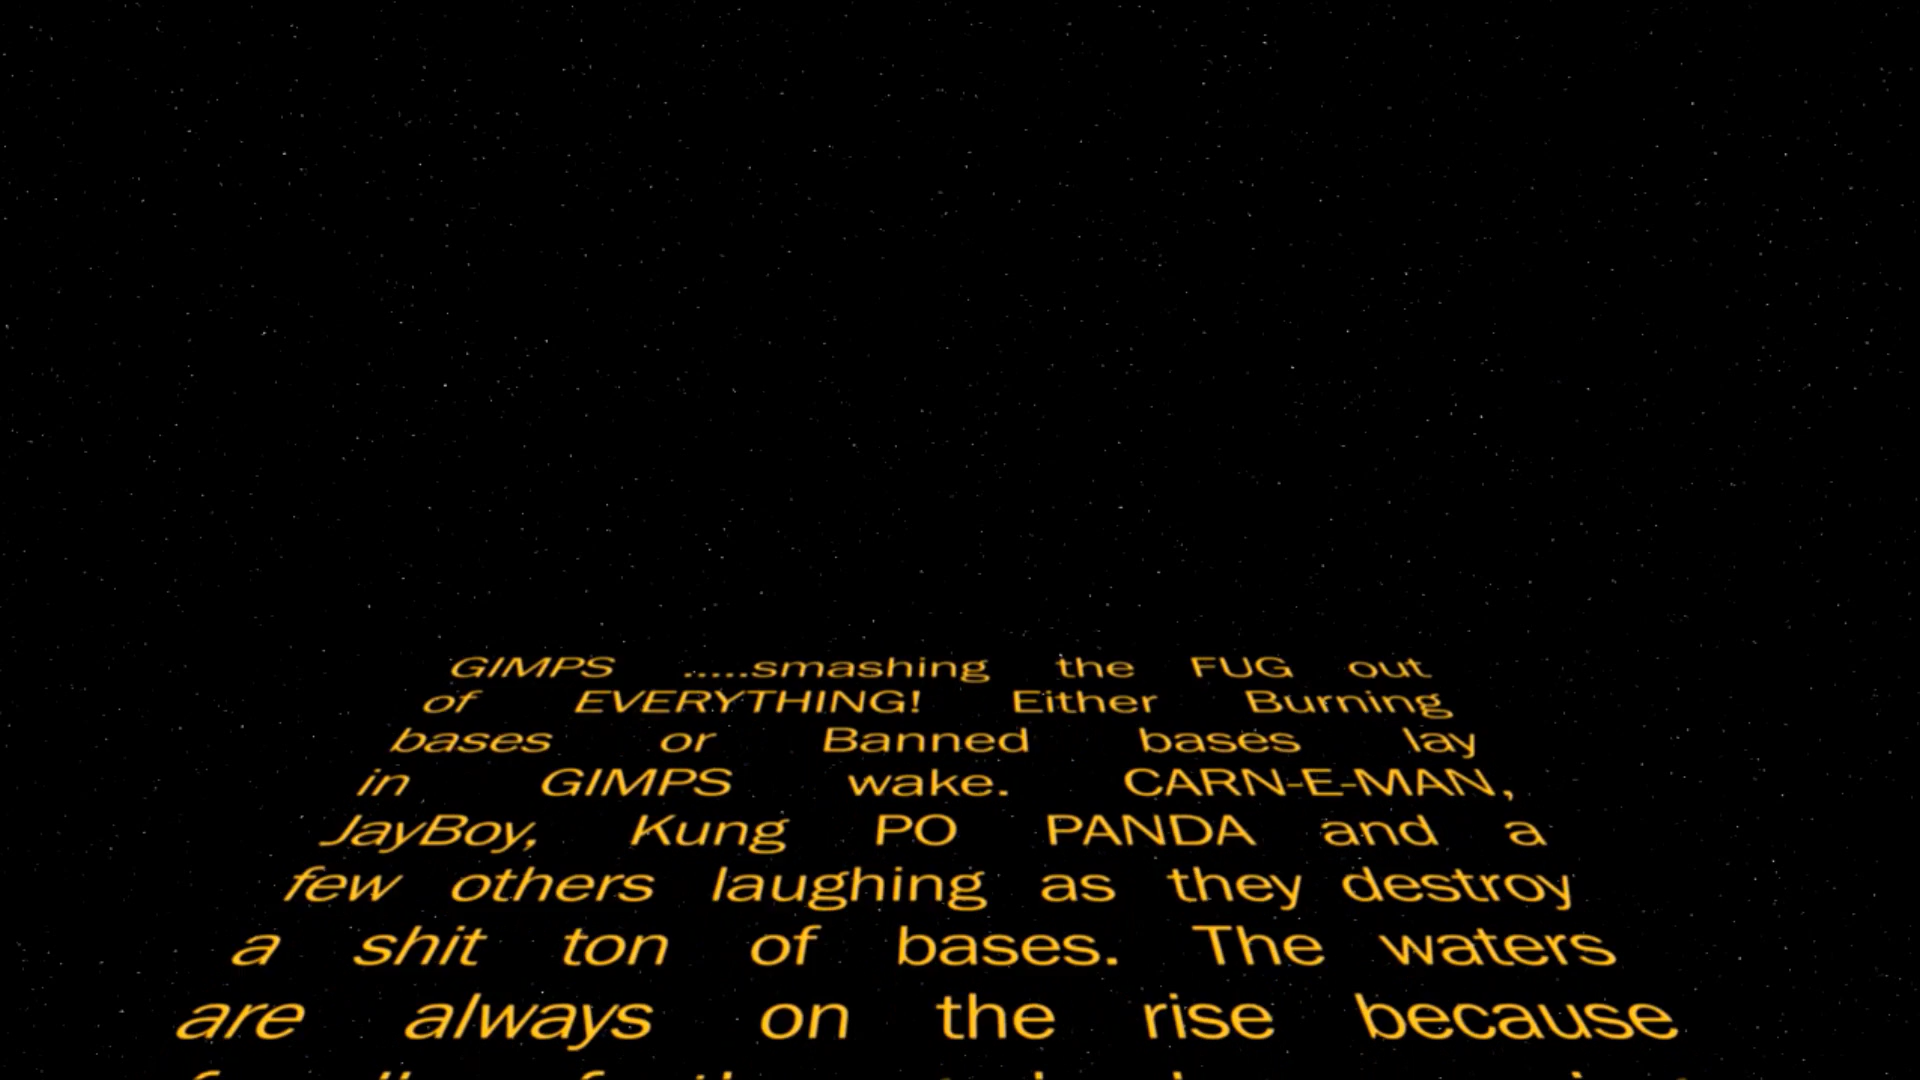 GIMPS .....smashing the FUG out
of EVERYTHING! Either Burning
bases or Banned bases lay
in GIMPS wake. CARN-E-MAN,
JayBoy, Kung PO PANDA and a
few others laughing as they destroy
a shit ton of bases. The waters
are always on the rise because